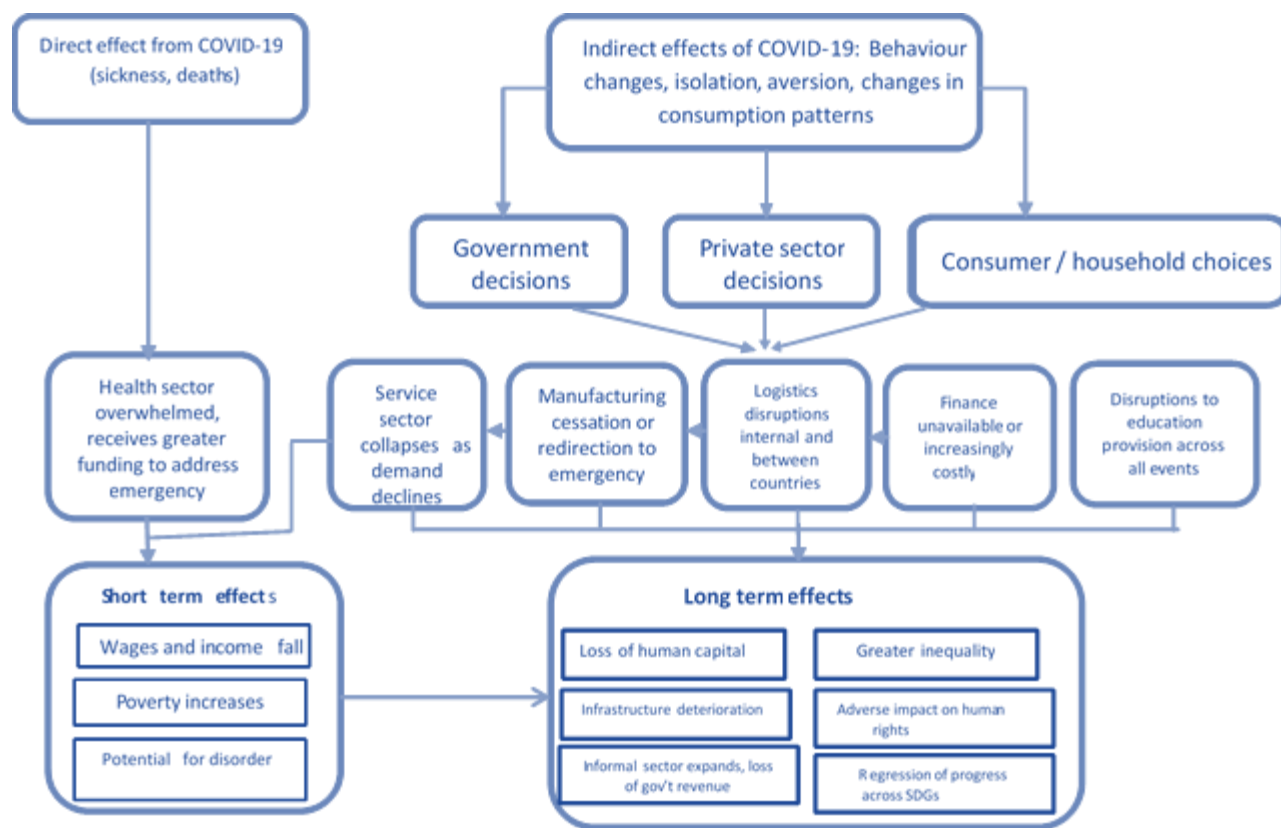 Direct effect from COVID-19
(sickness, deaths)
Indirect effects of COVID-19: Behaviour
changes, isolation, aversion, changes in
consumption patterns
Government
decisions
Private sector
decisions
Consumer / household choices
Health sector
overwhelmed,
receives greater
funding to address
emergency
Service
sector
collapses as
demand
declines
Manufacturing
cessation or
redirection to
emergency
Logistics
disruptions
internal and
between
countries
Finance
unavailable or
increasingly
costly
Disruptions to
education
provision across
all events
Short term effects
Wages and income fall
Poverty increases
Potential for disorder
Long term effects
Loss of human capital
Greater inequality
Infrastructure deterioration
Adverse impact on human
rights
Informal sector expands, loss
of gov't revenue
Regression of progress
across SDGs